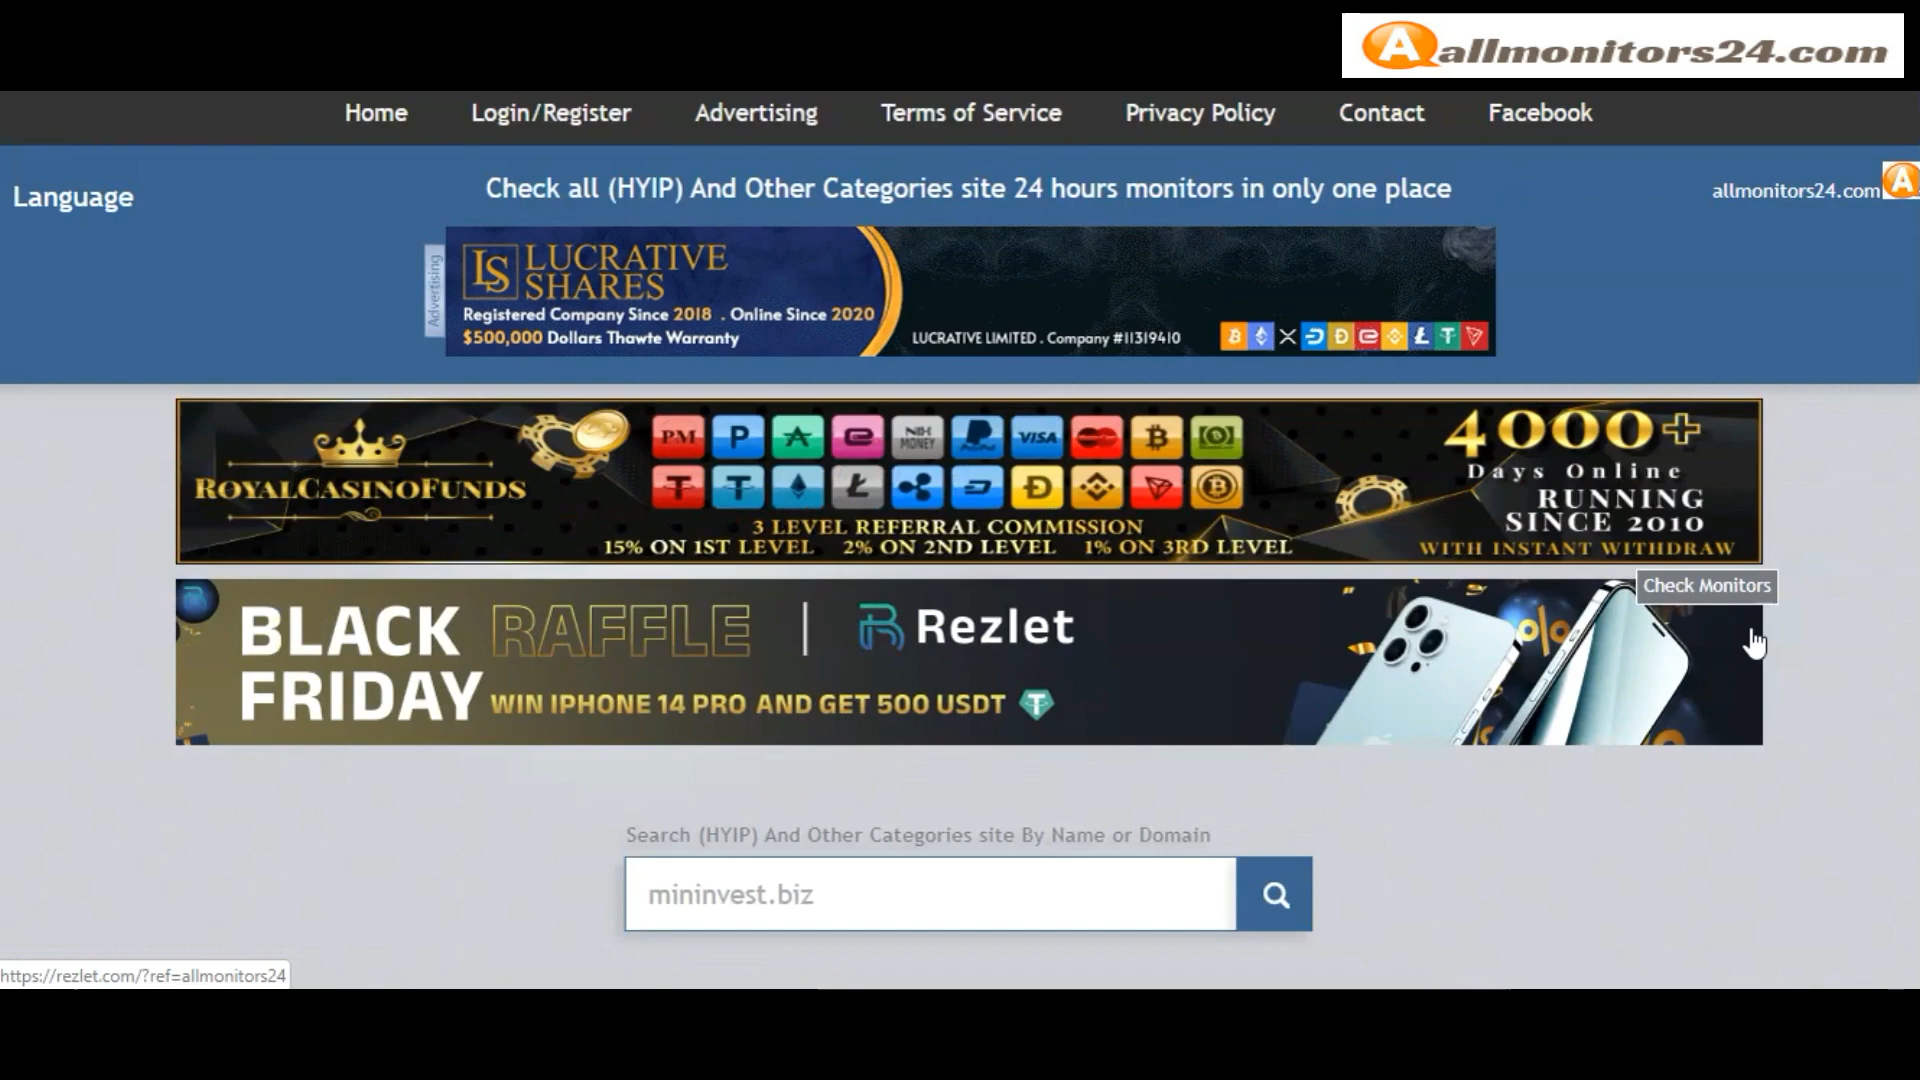 Aallmonitors24.com
Home Login/Register Advertising Terms of Service Privacy Policy Contact Facebook
Language
Check all (HYIP) And Other Categories site 24 hours monitors in only one place
allmonitors24.com A
Advertising
LS LUCRATIVE
SHARES
Registered Company Since 2018 . Online Since 2020
$500,000 Dollars Thawte Warranty
LUCRATIVE LIMITED . Company #11319410
ROYALCASINOFUNDS
PM P NIX MONEY PayPal VISA
3 LEVEL REFERRAL COMMISSION
15% ON 1ST LEVEL 2% ON 2ND LEVEL 1% ON 3RD LEVEL
4000+
Days Online
RUNNING
SINCE 2010
WITH INSTANT WITHDRAW
Check Monitors
BLACK RAFFLE | Rezlet
FRIDAY WIN IPHONE 14 PRO AND GET 500 USDT
%
Search (HYIP) And Other Categories site By Name or Domain
mininvest.biz
https://rezlet.com/?ref=allmonitors24